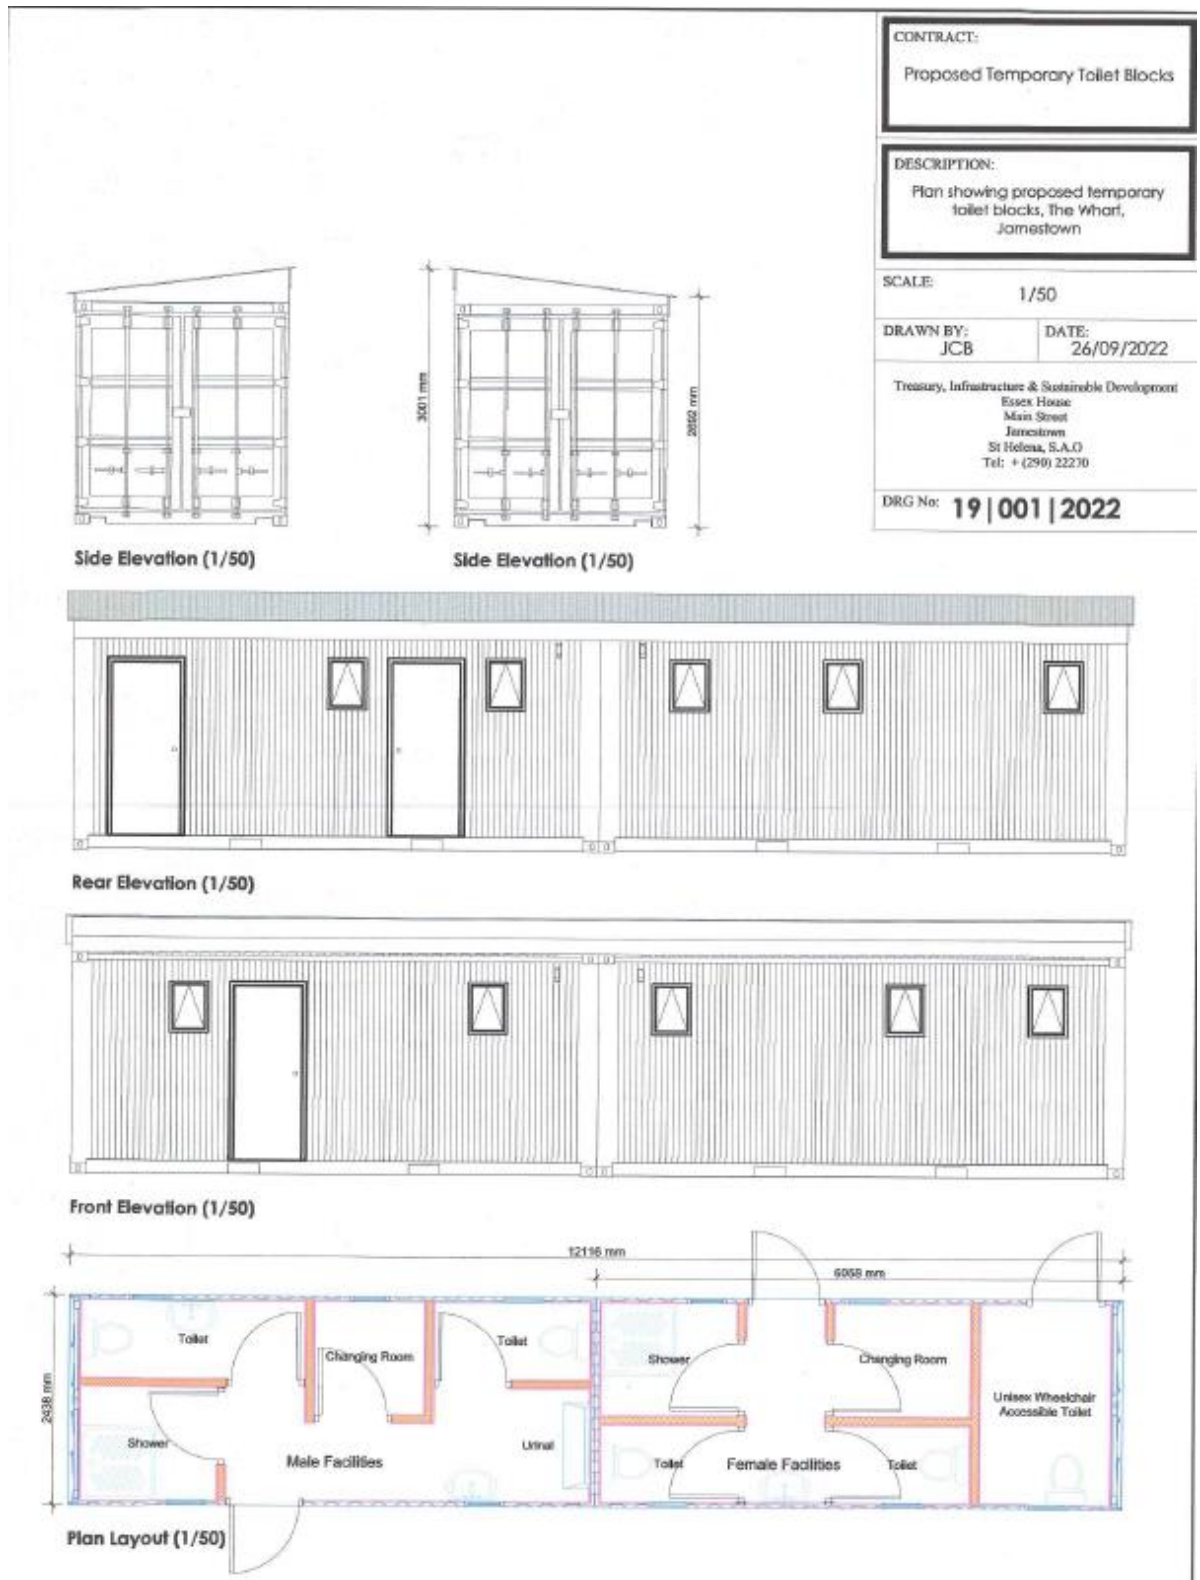 CONTRACT:
Proposed Temporary Toilet Blocks
DESCRIPTION:
Plan showing proposed temporary
toilet blocks, The Wharf,
Jamestown
SCALE:
1/50
DRAWN BY:
JCB
DATE:
26/09/2022
Treasury, Infrastructure & Sustainable Development
Essex House
Main Street
Jamestown
St Helena, S.A.O
Tel: + (290) 22270
DRG No: 19|001|2022
3001 mm
2692 mm
Side Elevation (1/50)
Side Elevation (1/50)
Rear Elevation (1/50)
Front Elevation (1/50)
12116 mm
6058 mm
2438 mm
Toilet
Changing Room
Toilet
Shower
Changing Room
Unisex Wheelchair
Accessible Toilet
Shower
Male Facilities
Urinal
Toilet
Female Facilities
Toilet
Plan Layout (1/50)